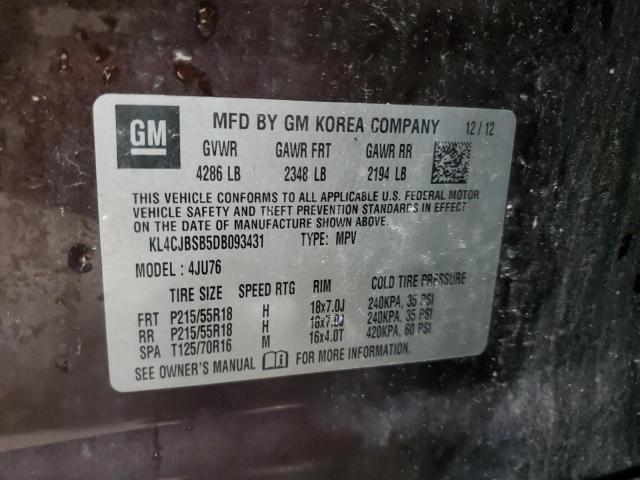 GM
MFD BY GM KOREA COMPANY 12/12
GVWR GAWR FRT GAWR RR
4286 LB 2348 LB 2194 LB
THIS VEHICLE CONFORMS TO ALL APPLICABLE U.S. FEDERAL MOTOR
VEHICLE SAFETY AND THEFT PREVENTION STANDARDS IN EFFECT
ON THE DATE OF MANUFACTURE SHOWN ABOVE.
KL4CJBSB5DB093431 TYPE: MPV
MODEL: 4JU76
TIRE SIZE SPEED RTG RIM COLD TIRE PRESSURE
FRT P215/55R18 H 18x7.0J 240KPA, 35 PSI
RR P215/55R18 H 18x7.0J 240KPA, 35 PSI
SPA T125/70R16 M 16x4.0T 420KPA, 60 PSI
SEE OWNER'S MANUAL FOR MORE INFORMATION.